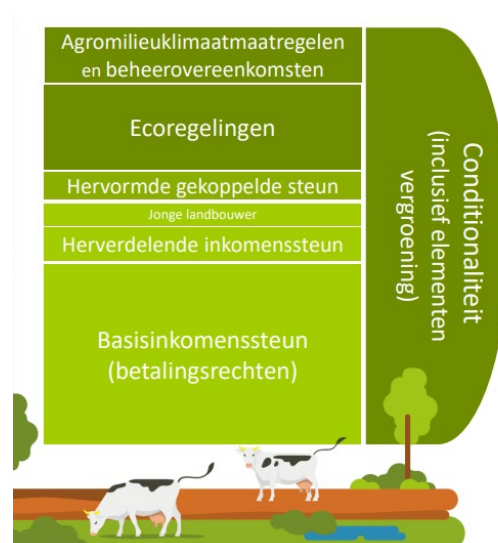 Agromilieuklimaatmaatregelen
en beheerovereenkomsten
Ecoregelingen
Hervormde gekoppelde steun
Jonge landbouwer
Herverdelende inkomenssteun
Basisinkomenssteun
(betalingsrechten)
Conditionaliteit
(inclusief elementen
vergroening)